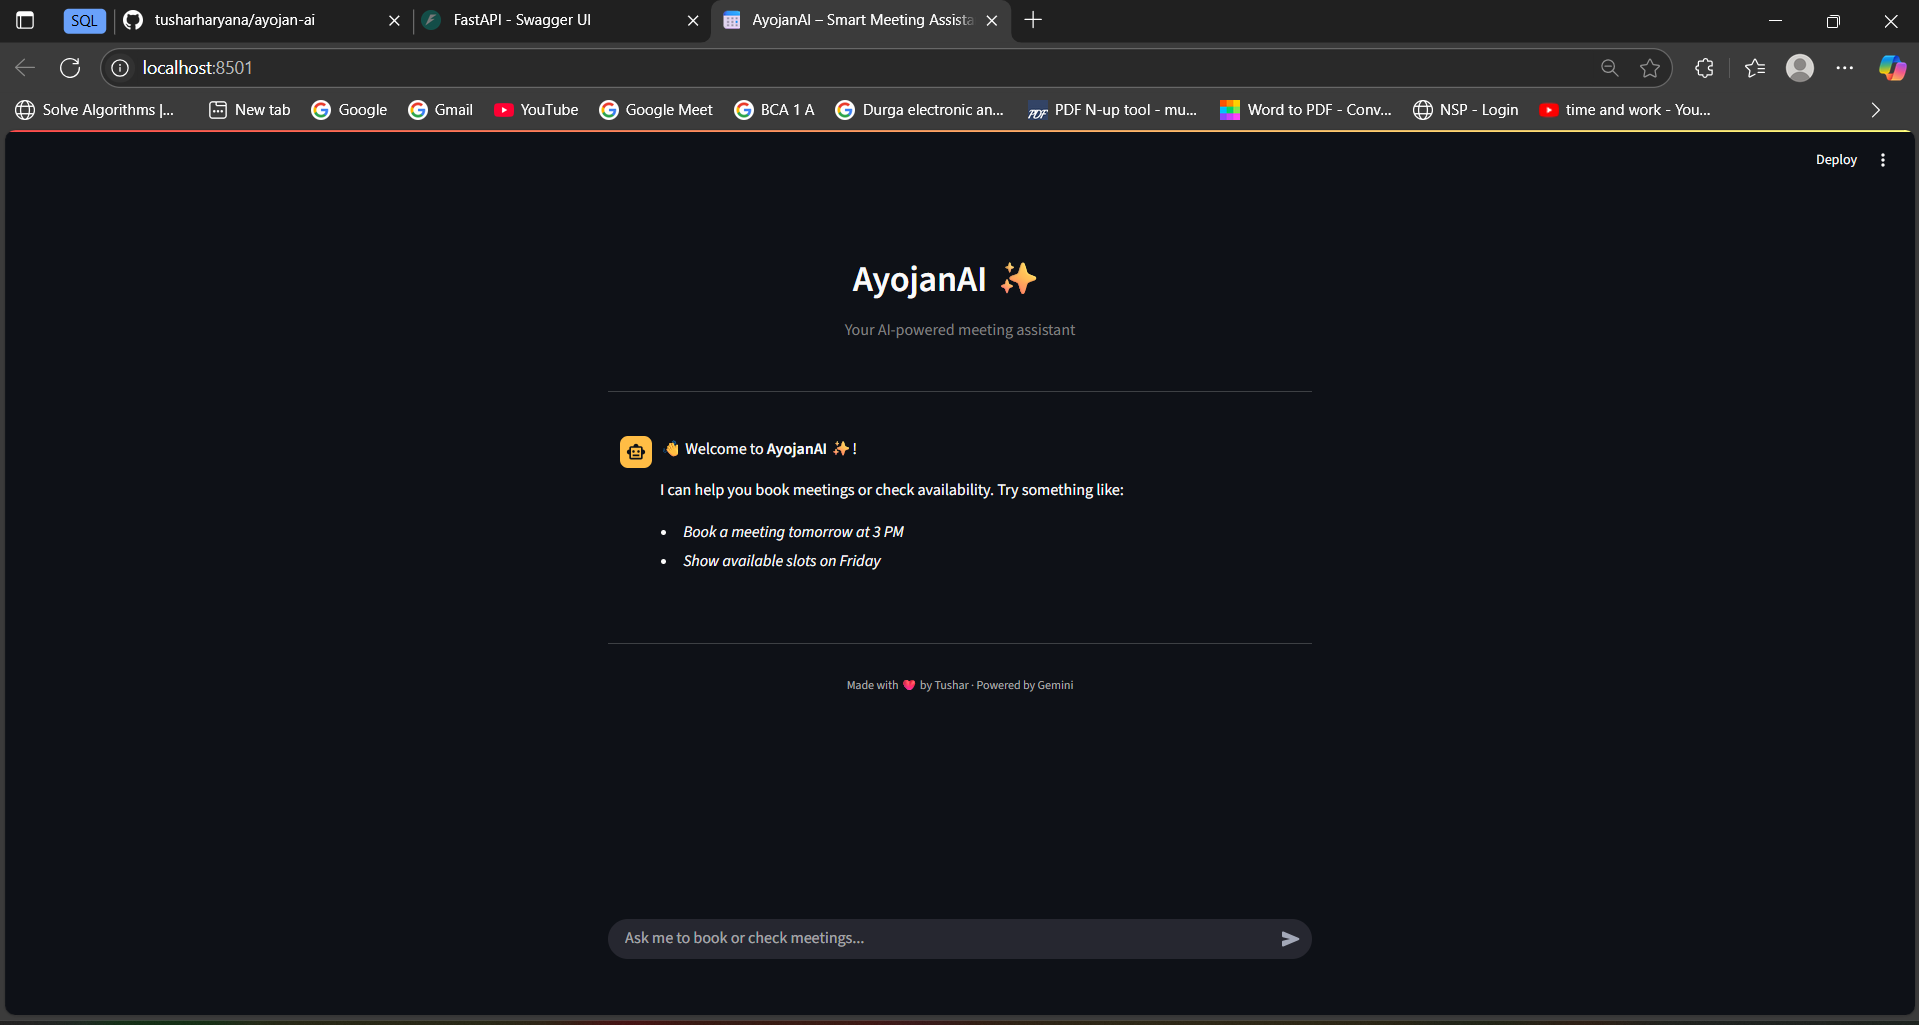 SQL
tusharharyana/ayojan-ai
FastAPI - Swagger UI
AyojanAI – Smart Meeting Assista
localhost:8501
Solve Algorithms |...
New tab
Google
Gmail
YouTube
Google Meet
BCA 1 A
Durga electronic an...
PDF
PDF N-up tool - mu...
Word to PDF - Conv...
NSP - Login
time and work - You...
Deploy
AyojanAI ✨
Your AI-powered meeting assistant
👋 Welcome to AyojanAI ✨ !
I can help you book meetings or check availability. Try something like:
• Book a meeting tomorrow at 3 PM
• Show available slots on Friday
Made with ❤️ by Tushar · Powered by Gemini
Ask me to book or check meetings...